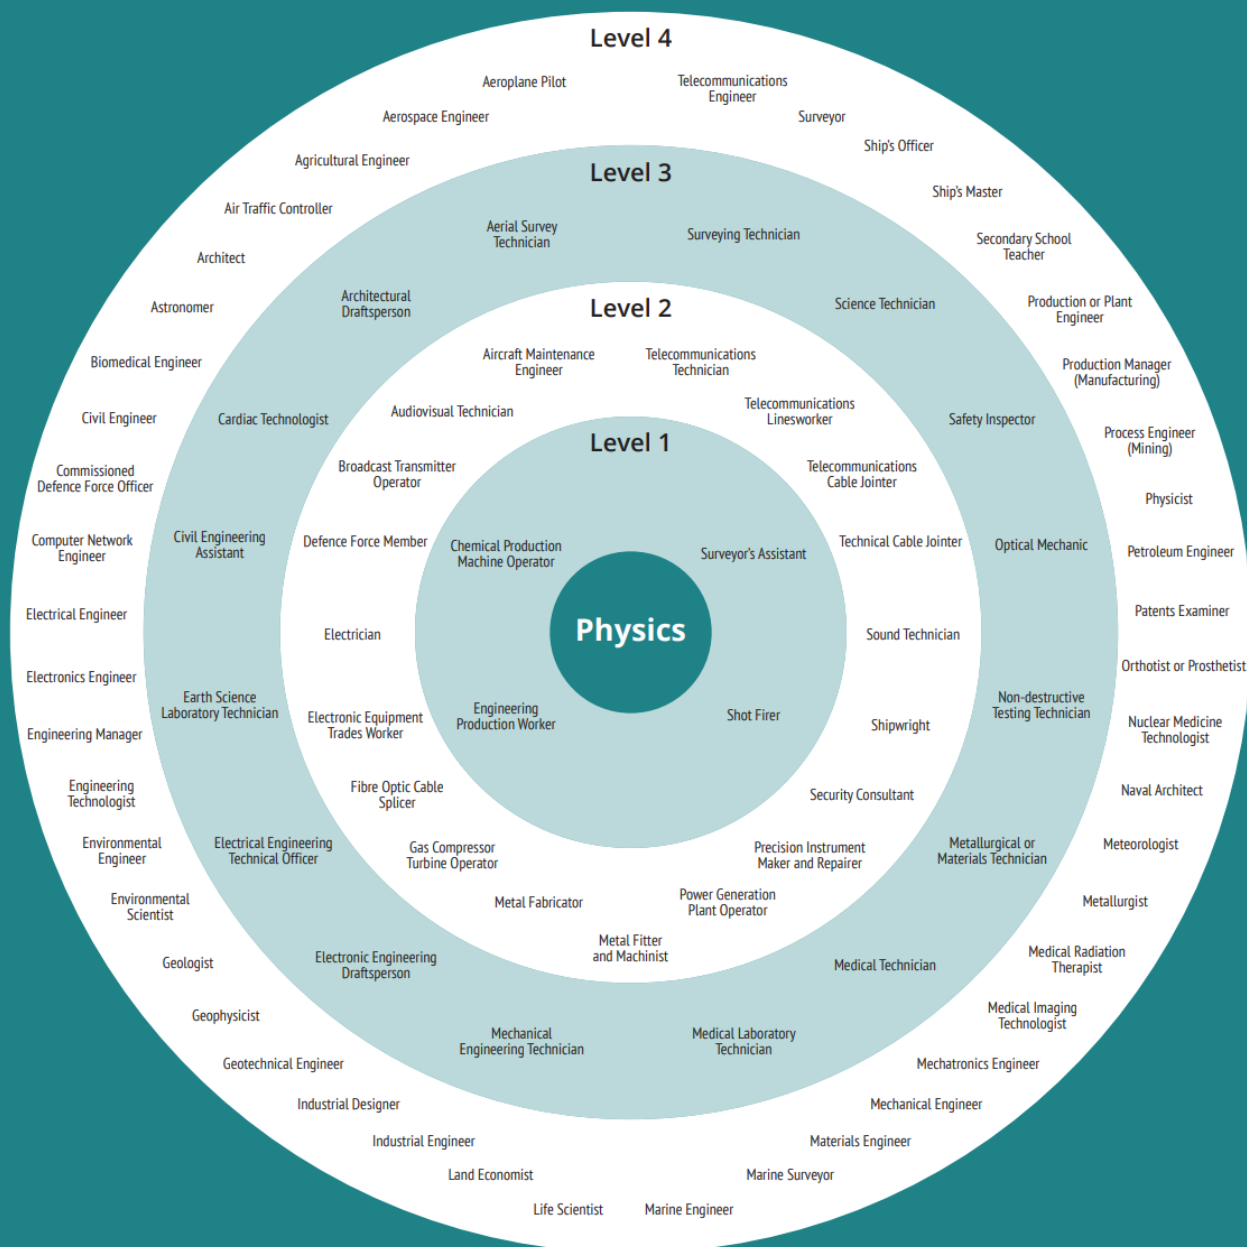 Level 4
Aeroplane Pilot
Telecommunications
Engineer
Surveyor
Ship's Officer
Ship's Master
Secondary School
Teacher
Production or Plant
Engineer
Production Manager
(Manufacturing)
Process Engineer
(Mining)
Physicist
Petroleum Engineer
Patents Examiner
Orthotist or Prosthetist
Nuclear Medicine
Technologist
Naval Architect
Meteorologist
Metallurgist
Medical Radiation
Therapist
Medical Imaging
Technologist
Mechatronics Engineer
Mechanical Engineer
Materials Engineer
Marine Surveyor
Marine Engineer
Life Scientist
Land Economist
Industrial Engineer
Industrial Designer
Geotechnical Engineer
Geophysicist
Geologist
Environmental
Scientist
Environmental
Engineer
Engineering
Technologist
Engineering Manager
Electronics Engineer
Electrical Engineer
Computer Network
Engineer
Commissioned
Defence Force Officer
Civil Engineer
Biomedical Engineer
Astronomer
Architect
Air Traffic Controller
Agricultural Engineer
Aerospace Engineer
Level 3
Aerial Survey
Technician
Surveying Technician
Science Technician
Safety Inspector
Optical Mechanic
Non-destructive
Testing Technician
Metallurgical or
Materials Technician
Medical Technician
Medical Laboratory
Technician
Mechanical
Engineering Technician
Electronic Engineering
Draftsperson
Electrical Engineering
Technical Officer
Earth Science
Laboratory Technician
Civil Engineering
Assistant
Cardiac Technologist
Architectural
Draftsperson
Level 2
Aircraft Maintenance
Engineer
Telecommunications
Technician
Telecommunications
Linesworker
Telecommunications
Cable Jointer
Technical Cable Jointer
Sound Technician
Shipwright
Security Consultant
Precision Instrument
Maker and Repairer
Power Generation
Plant Operator
Metal Fitter
and Machinist
Metal Fabricator
Gas Compressor
Turbine Operator
Fibre Optic Cable
Splicer
Electronic Equipment
Trades Worker
Electrician
Defence Force Member
Broadcast Transmitter
Operator
Audiovisual Technician
Level 1
Chemical Production
Machine Operator
Surveyor's Assistant
Shot Firer
Engineering
Production Worker
Physics